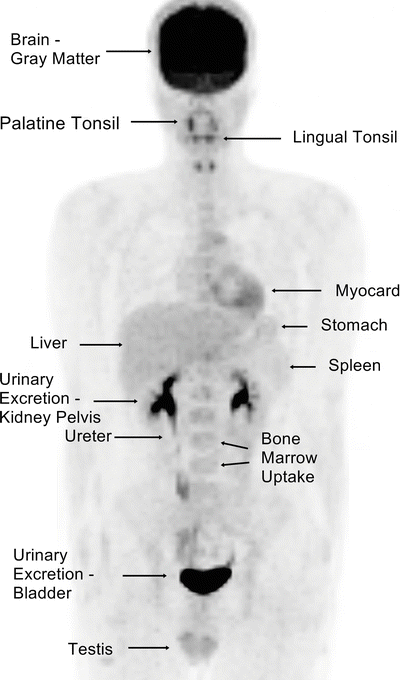 Brain -
Gray Matter
Palatine Tonsil
Lingual Tonsil
Myocard
Stomach
Liver
Spleen
Urinary
Excretion -
Kidney Pelvis
Ureter
Bone
Marrow
Uptake
Urinary
Excretion -
Bladder
Testis